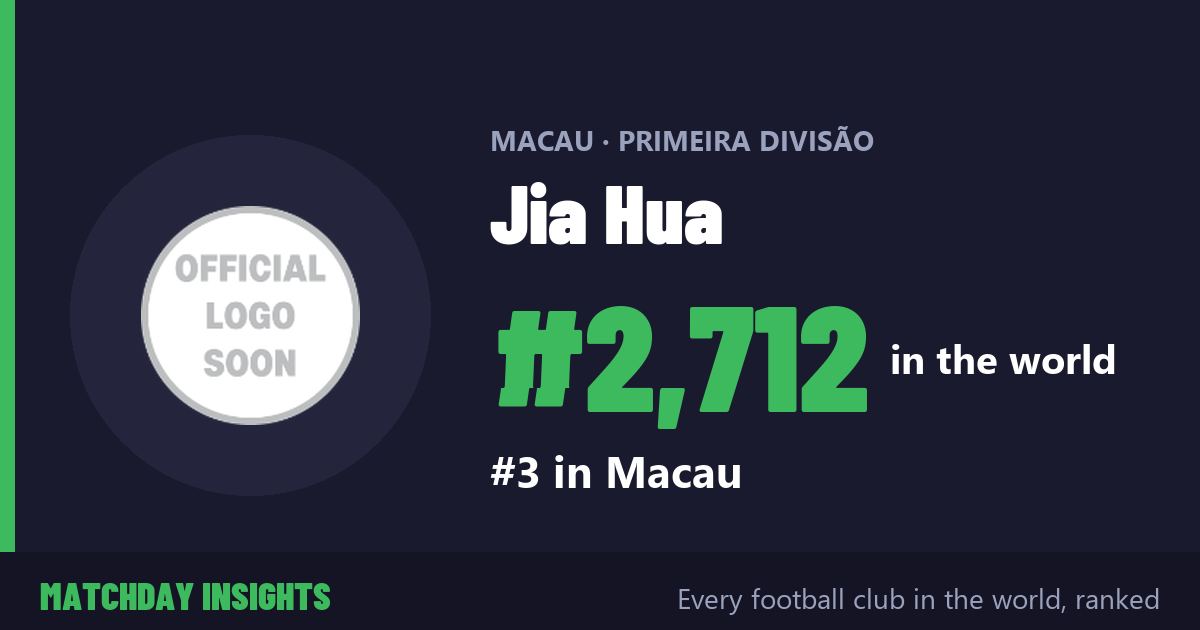 MACAU · PRIMEIRA DIVISÃO
Jia Hua
OFFICIAL
LOGO
SOON
#2,712 in the world
#3 in Macau
MATCHDAY INSIGHTS
Every football club in the world, ranked